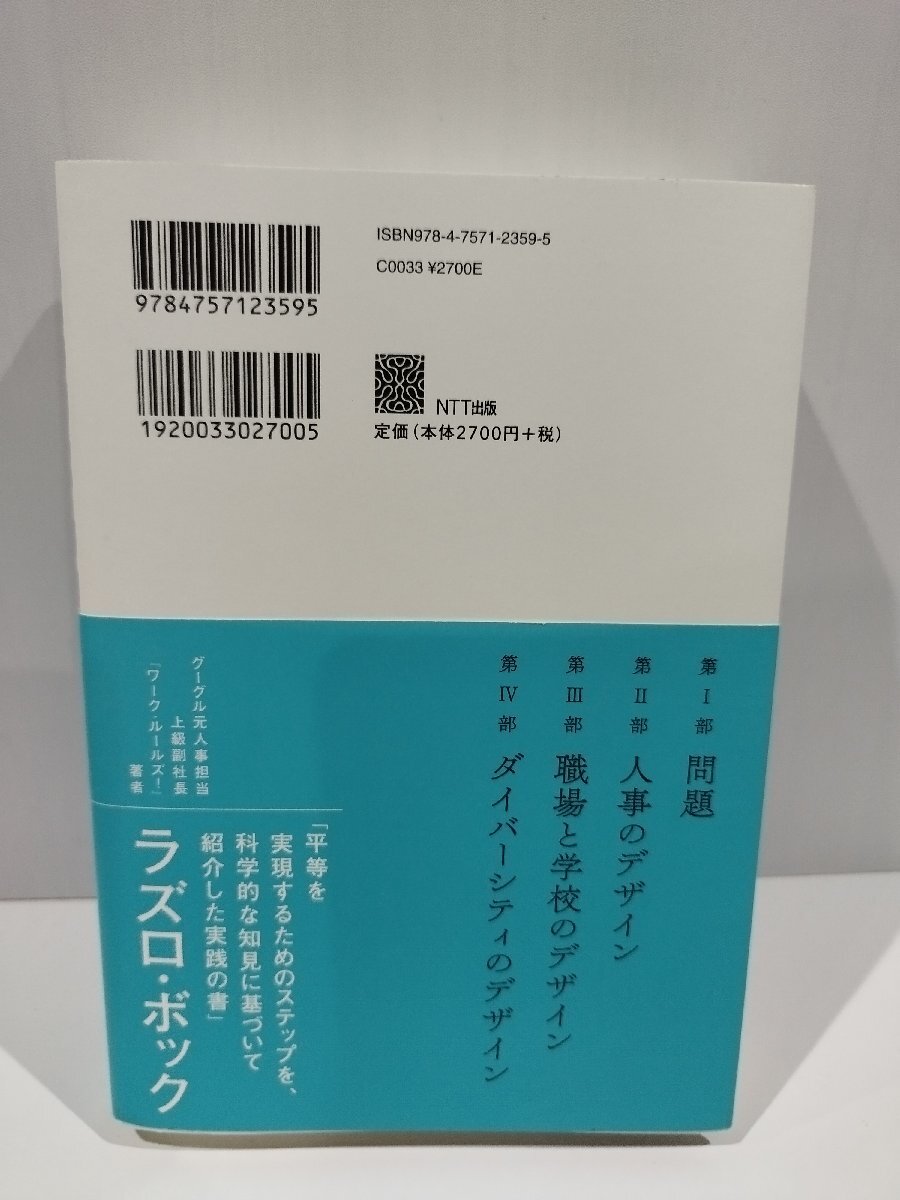 ISBN978-4-7571-2359-5
C0033 ¥2700E
9784757123595
1920033027005
NTT出版
定価(本体2700円+税)
第Ⅰ部 問題
第Ⅱ部 人事のデザイン
第Ⅲ部 職場と学校のデザイン
第Ⅳ部 ダイバーシティのデザイン
「平等を
実現するためのステップを、
科学的な知見に基づいて
紹介した実践の書」
グーグル元人事担当
上級副社長
『ワーク・ルールズ!』
著者
ラズロ・ボック